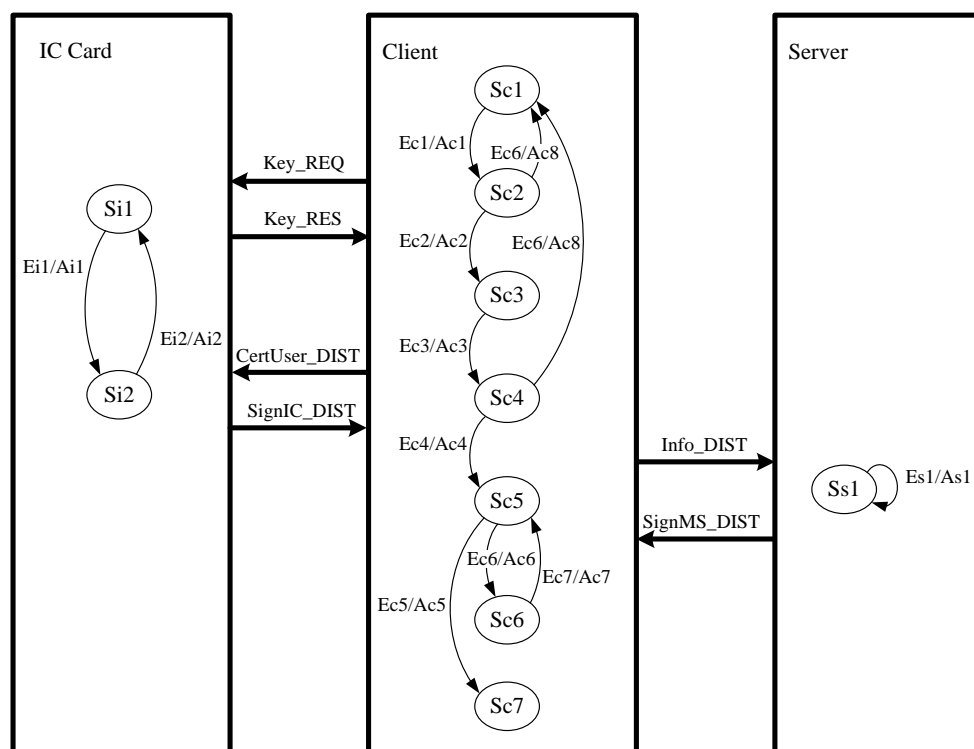 IC Card
Client
Server
Sc1
Ec1/Ac1
Ec6/Ac8
Key_REQ
Sc2
Si1
Key_RES
Ec2/Ac2
Ec6/Ac8
Ei1/Ai1
Sc3
Ei2/Ai2
Ec3/Ac3
CertUser_DIST
Si2
Sc4
SignIC_DIST
Ec4/Ac4
Info_DIST
Es1/As1
Ss1
Sc5
SignMS_DIST
Ec6/Ac6
Ec7/Ac7
Ec5/Ac5
Sc6
Sc7